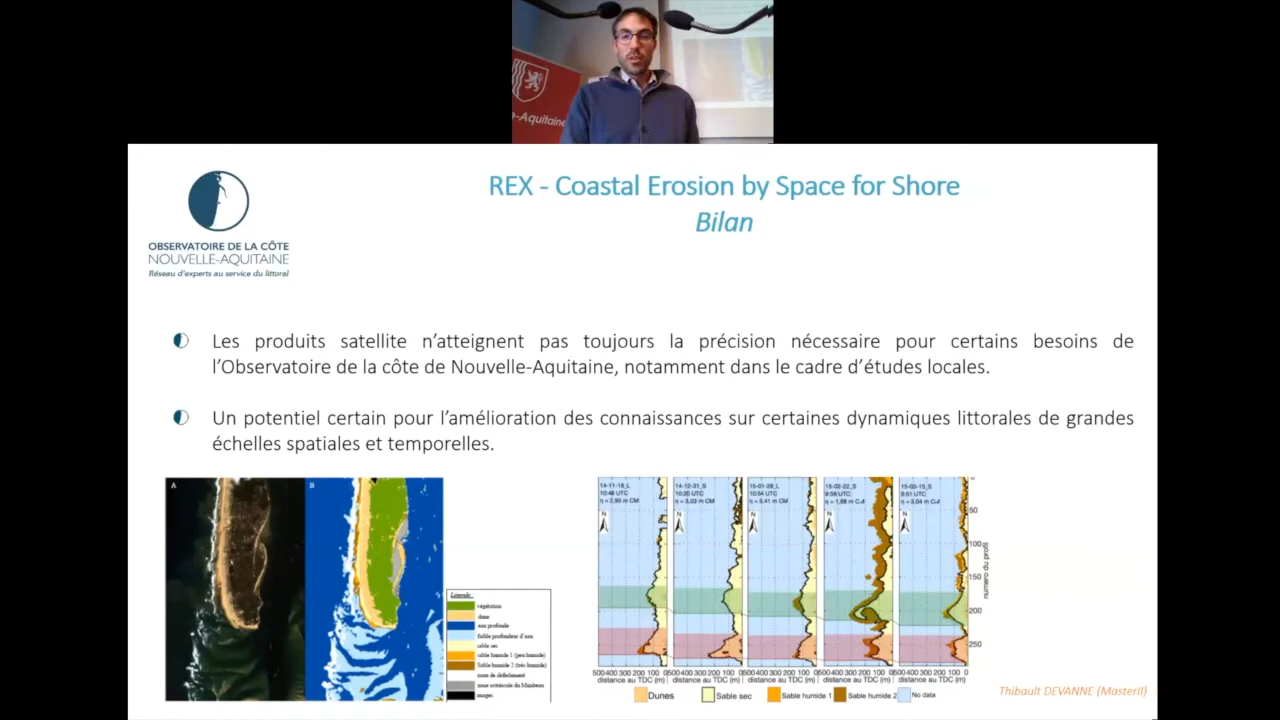 -Aquitaine
REX - Coastal Erosion by Space for Shore
Bilan
OBSERVATOIRE DE LA CÔTE
NOUVELLE-AQUITAINE
Réseau d'experts au service du littoral
Les produits satellite n'atteignent pas toujours la précision nécessaire pour certains besoins de
l'Observatoire de la côte de Nouvelle-Aquitaine, notamment dans le cadre d'études locales.
Un potentiel certain pour l'amélioration des connaissances sur certaines dynamiques littorales de grandes
échelles spatiales et temporelles.
A B
Légende :
végétation
dune
eau profonde
faible profondeur d'eau
sable sec
sable humide 1 (peu humide)
Sable humide 2 (très humide)
zone de déferlement
nuages
14-11-18_L 14-12-31_S 15-01-28_L 15-02-22_S 15-03-15_S
10:48 UTC 10:20 UTC 10:54 UTC 8:56 UTC 8:51 UTC
η = 2,90 m CM η = 3,03 m CM η = 3,41 m CM η = 1,88 m CM η = 3,04 m CM
N N N N N
0
50
100
150
200
250
numero du profil
500 400 300 200 100 0 500 400 300 200 100 0 500 400 300 200 100 0 500 400 300 200 100 0 500 400 300 200 100 0
distance au TDC (m) distance au TDC (m) distance au TDC (m) distance au TDC (m) distance au TDC (m)
Dunes Sable sec Sable humide 1 Sable humide 2 No data
Thibault DEVANNE (MasterII)